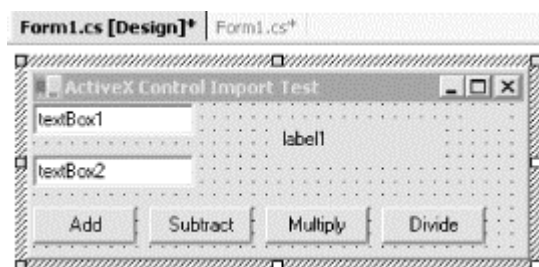 Form1.cs [Design]* Form1.cs*
ActiveX Control Import Test
textBox1
label1
textBox2
Add Subtract Multiply Divide